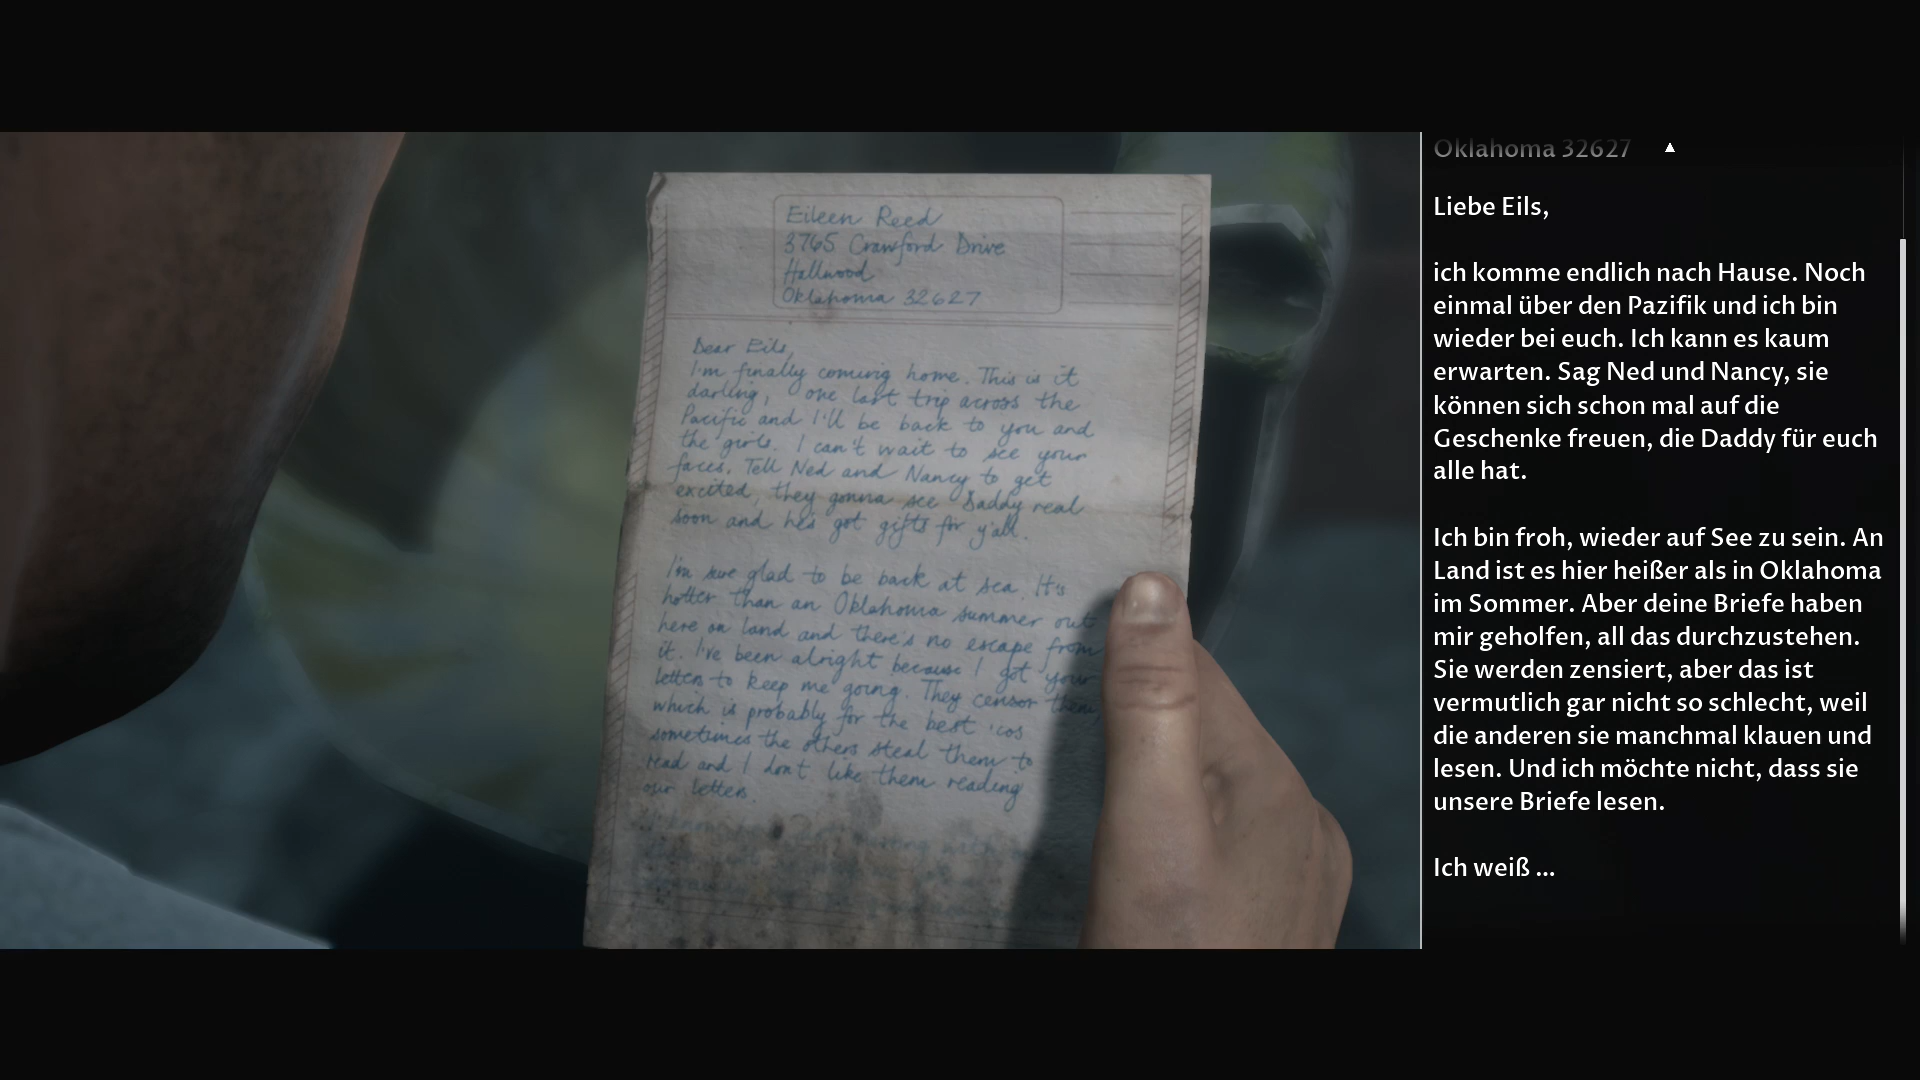 Eileen Reed
3765 Crawford Drive
Hallwood
Oklahoma 32627
Dear Eils,
I'm finally coming home. This is it
darling, one last trip across the
Pacific and I'll be back to you and
the girls. I can't wait to see your
faces. Tell Ned and Nancy to get
excited, they gonna see Daddy real
soon and he's got gifts for y'all.
I'm sure glad to be back at sea. It's
hotter than an Oklahoma summer out
here on land and there's no escape from
it. I've been alright because I got your
letters to keep me going. They censor them,
which is probably for the best 'cos
sometimes the others steal them to
read and I don't like them reading
our letters.
Oklahoma 32627
Liebe Eils,
ich komme endlich nach Hause. Noch
einmal über den Pazifik und ich bin
wieder bei euch. Ich kann es kaum
erwarten. Sag Ned und Nancy, sie
können sich schon mal auf die
Geschenke freuen, die Daddy für euch
alle hat.
Ich bin froh, wieder auf See zu sein. An
Land ist es hier heißer als in Oklahoma
im Sommer. Aber deine Briefe haben
mir geholfen, all das durchzustehen.
Sie werden zensiert, aber das ist
vermutlich gar nicht so schlecht, weil
die anderen sie manchmal klauen und
lesen. Und ich möchte nicht, dass sie
unsere Briefe lesen.
Ich weiß ...